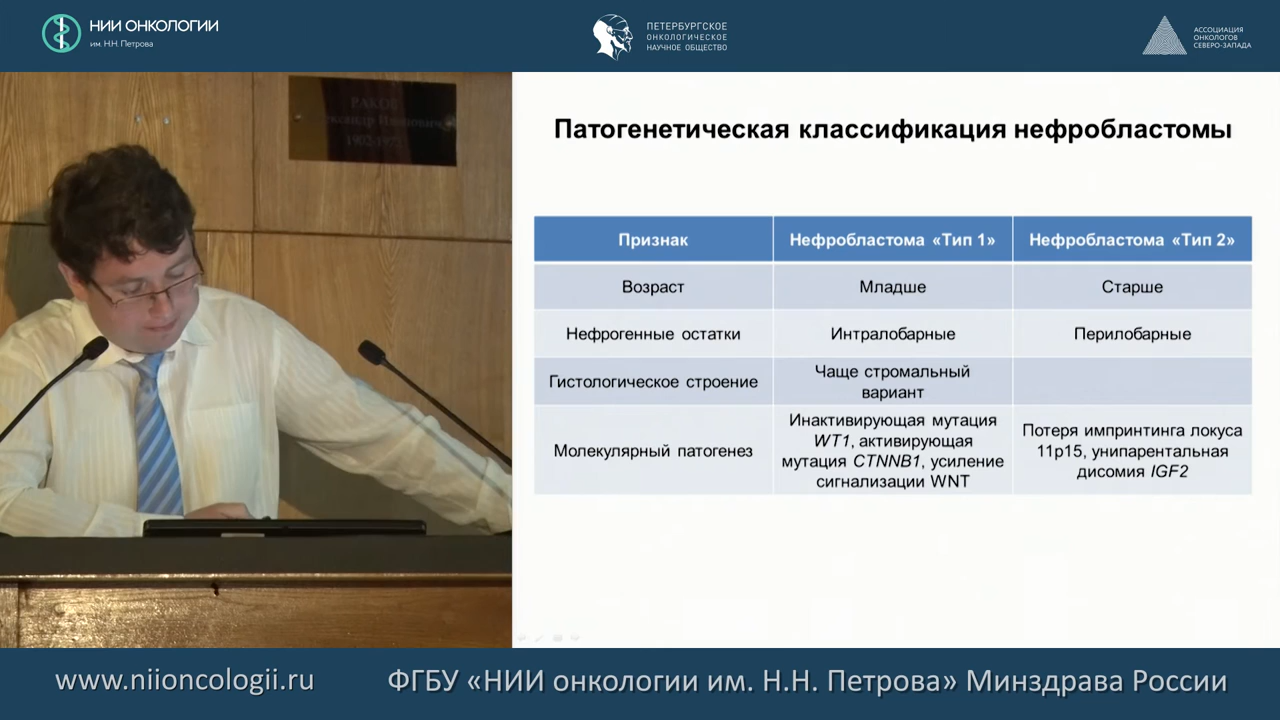 НИИ ОНКОЛОГИИ
им. Н.Н. Петрова
ПЕТЕРБУРГСКОЕ
ОНКОЛОГИЧЕСКОЕ
НАУЧНОЕ ОБЩЕСТВО
АССОЦИАЦИЯ
ОНКОЛОГОВ
СЕВЕРО-ЗАПАДА
РАКОВ
1902-197
Патогенетическая классификация нефробластомы
Признак
Нефробластома «Тип 1»
Нефробластома «Тип 2»
Возраст
Младше
Старше
Нефрогенные остатки
Интралобарные
Перилобарные
Гистологическое строение
Чаще стромальный
вариант
Молекулярный патогенез
Инактивирующая мутация
WT1, активирующая
мутация CTNNB1, усиление
сигнализации WNT
Потеря импринтинга локуса
11p15, унипарентальная
дисомия IGF2
www.niioncologii.ru
ФГБУ «НИИ онкологии им. Н.Н. Петрова» Минздрава России